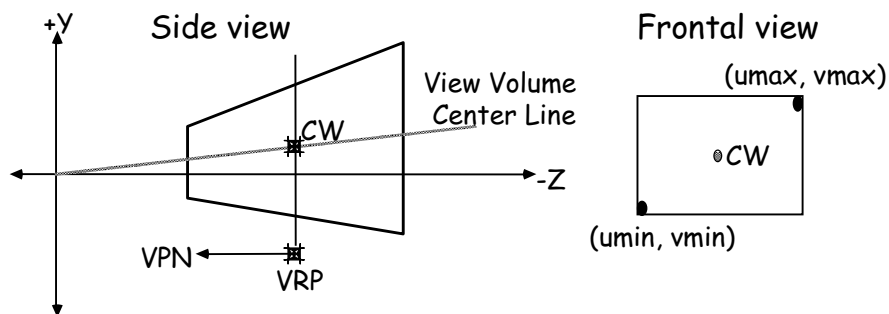 +Y
Side view
View Volume
Center Line
CW
-Z
VPN
VRP
Frontal view
(umax, vmax)
CW
(umin, vmin)